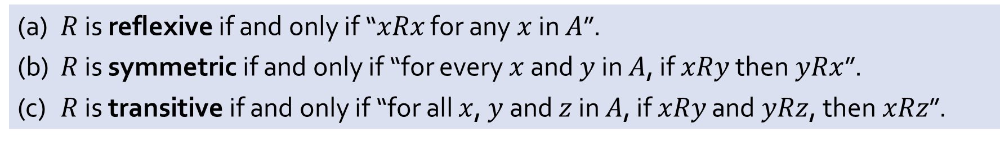 (a) R is reflexive if and only if “xRx for any x in A”.
(b) R is symmetric if and only if “for every x and y in A, if xRy then yRx”.
(c) R is transitive if and only if “for all x, y and z in A, if xRy and yRz, then xRz”.